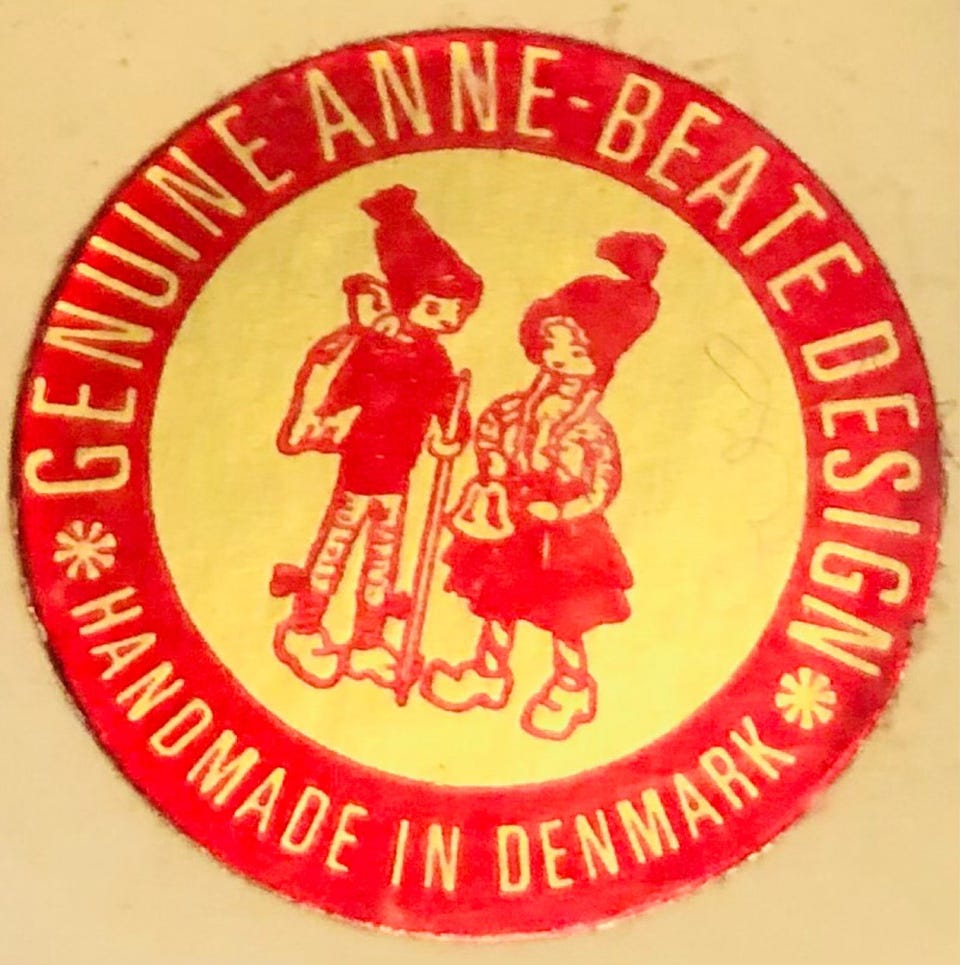 GENUINE ANNE-BEATE DESIGN
HANDMADE IN DENMARK